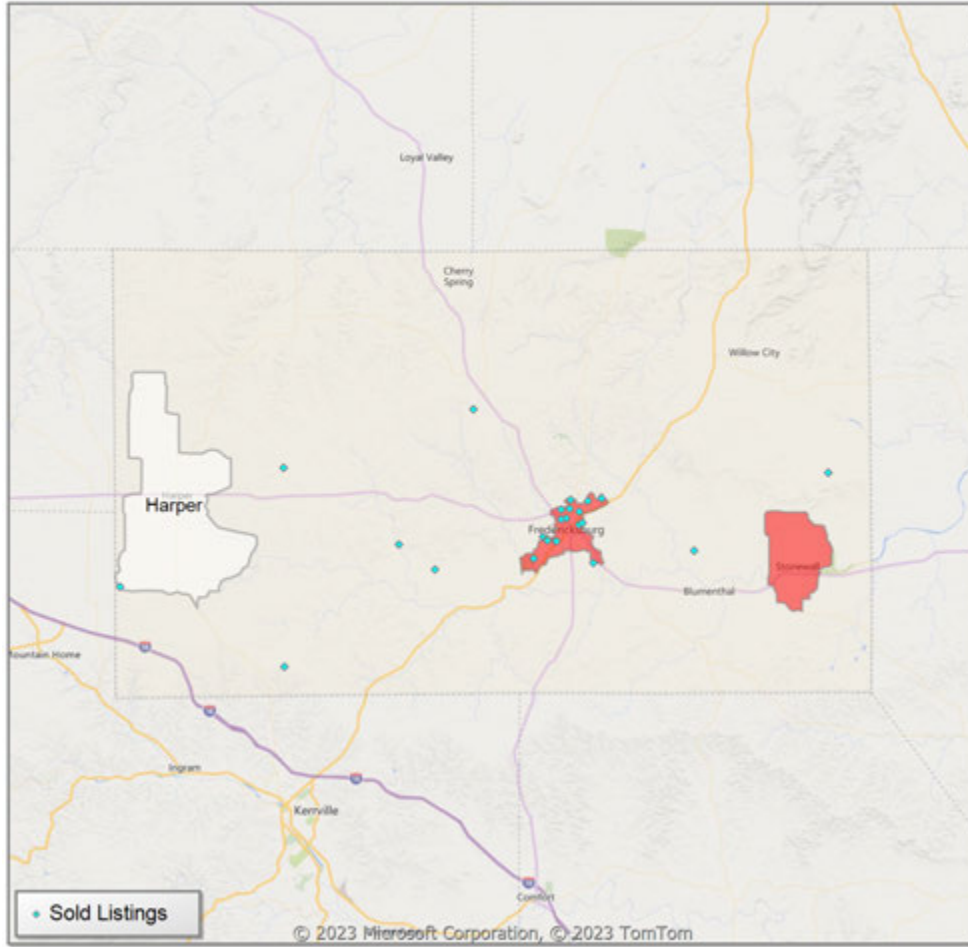 Loyal Valley
Cherry
Spring
Willow City
Harper
Harper
Fredericksburg
Stonewall
Blumenthal
Mountain Home
Ingram
Kerrville
Comfort
Sold Listings
© 2023 Microsoft Corporation, © 2023 TomTom